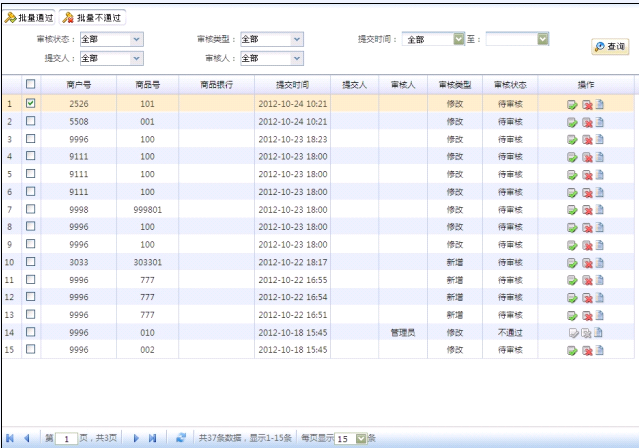 批量通过 批量不通过
审核状态： 全部 审核类型： 全部 提交时间： 全部 至： 查询
提交人： 全部 审核人： 全部
商户号 商品号 商品银行 提交时间 提交人 审核人 审核类型 审核状态 操作
1 2526 101 2012-10-24 10:21 修改 待审核
2 5508 001 2012-10-24 10:21 修改 待审核
3 9996 100 2012-10-23 18:23 修改 待审核
4 9111 100 2012-10-23 18:00 修改 待审核
5 9111 100 2012-10-23 18:00 修改 待审核
6 9111 100 2012-10-23 18:00 修改 待审核
7 9998 999801 2012-10-23 18:00 修改 待审核
8 9996 100 2012-10-23 18:00 修改 待审核
9 9996 100 2012-10-23 18:00 修改 待审核
10 3033 303301 2012-10-22 18:17 新增 待审核
11 9996 777 2012-10-22 16:55 新增 待审核
12 9996 777 2012-10-22 16:54 新增 待审核
13 9996 777 2012-10-22 16:51 新增 待审核
14 9996 010 2012-10-18 15:45 管理员 修改 不通过
15 9996 002 2012-10-18 15:45 修改 待审核
第 1 页，共3页 共37条数据，显示1-15条 每页显示 15 条